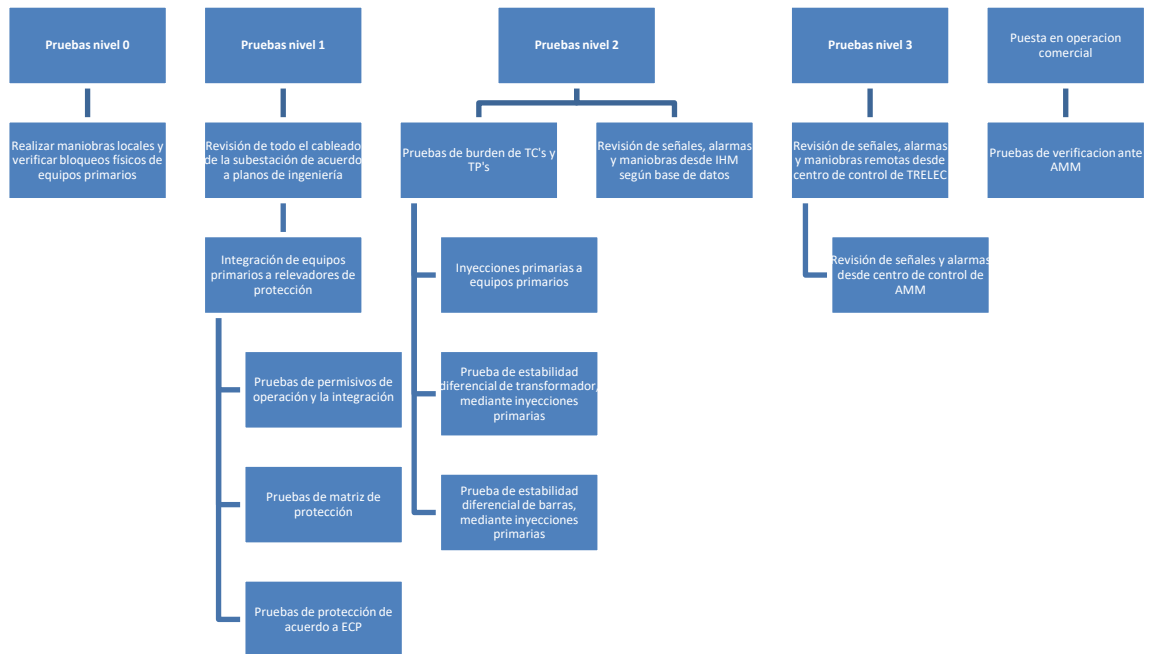 Pruebas nivel 0
Realizar maniobras locales y
verificar bloqueos físicos de
equipos primarios
Pruebas nivel 1
Revisión de todo el cableado
de la subestación de acuerdo
a planos de ingeniería
Integración de equipos
primarios a relevadores de
protección
Pruebas de permisivos de
operación y la integración
Pruebas de matriz de
protección
Pruebas de protección de
acuerdo a ECP
Pruebas nivel 2
Pruebas de burden de TC's y
TP's
Inyecciones primarias a
equipos primarios
Prueba de estabilidad
diferencial de transformador,
mediante inyecciones
primarias
Prueba de estabilidad
diferencial de barras,
mediante inyecciones
primarias
Revisión de señales, alarmas
y maniobras desde IHM
según base de datos
Pruebas nivel 3
Revisión de señales, alarmas
y maniobras remotas desde
centro de control de TRELEC
Revisión de señales y alarmas
desde centro de control de
AMM
Puesta en operacion
comercial
Pruebas de verificacion ante
AMM